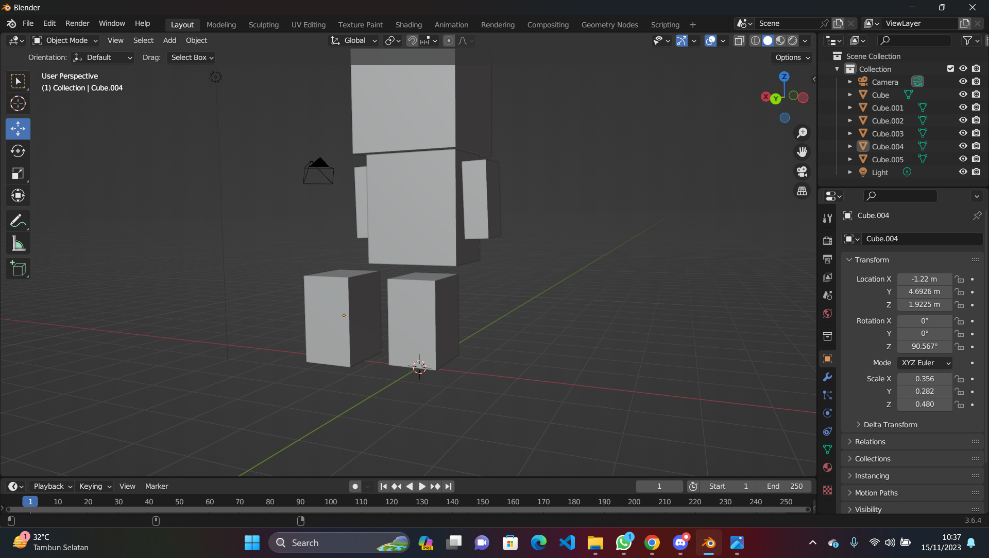 Blender
File Edit Render Window Help Layout Modeling Sculpting UV Editing Texture Paint Shading Animation Rendering Compositing Geometry Nodes Scripting + Scene ViewLayer
Object Mode View Select Add Object Global
Orientation: Default Drag: Select Box Options
User Perspective
(1) Collection | Cube.004
Z
X
Y
Scene Collection
Collection
Camera
Cube
Cube.001
Cube.002
Cube.003
Cube.004
Cube.005
Light
Cube.004
Cube.004
Transform
Location X -1.22 m
Y 4.6926 m
Z 1.9225 m
Rotation X 0°
Y 0°
Z 90.567°
Mode XYZ Euler
Scale X 0.356
Y 0.282
Z 0.480
Delta Transform
Relations
Collections
Instancing
Motion Paths
Visibility
Playback Keying View Marker 1 Start 1 End 250
1 10 20 30 40 50 60 70 80 90 100 110 120 130 140 150 160 170 180 190 200 210 220 230 240 250
3.6.4
1
32°C
Tambun Selatan
Search
10:37
15/11/2023